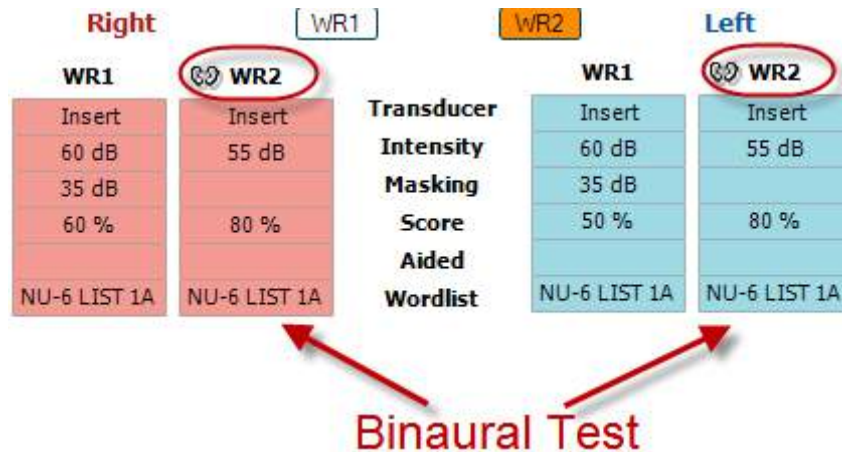 Right WR1 WR2 Left
WR1 WR2 WR1 WR2
Insert Insert Transducer Insert Insert
60 dB 55 dB Intensity 60 dB 55 dB
35 dB Masking 35 dB
60 % 80 % Score 50 % 80 %
Aided
NU-6 LIST 1A NU-6 LIST 1A Wordlist NU-6 LIST 1A NU-6 LIST 1A
Binaural Test